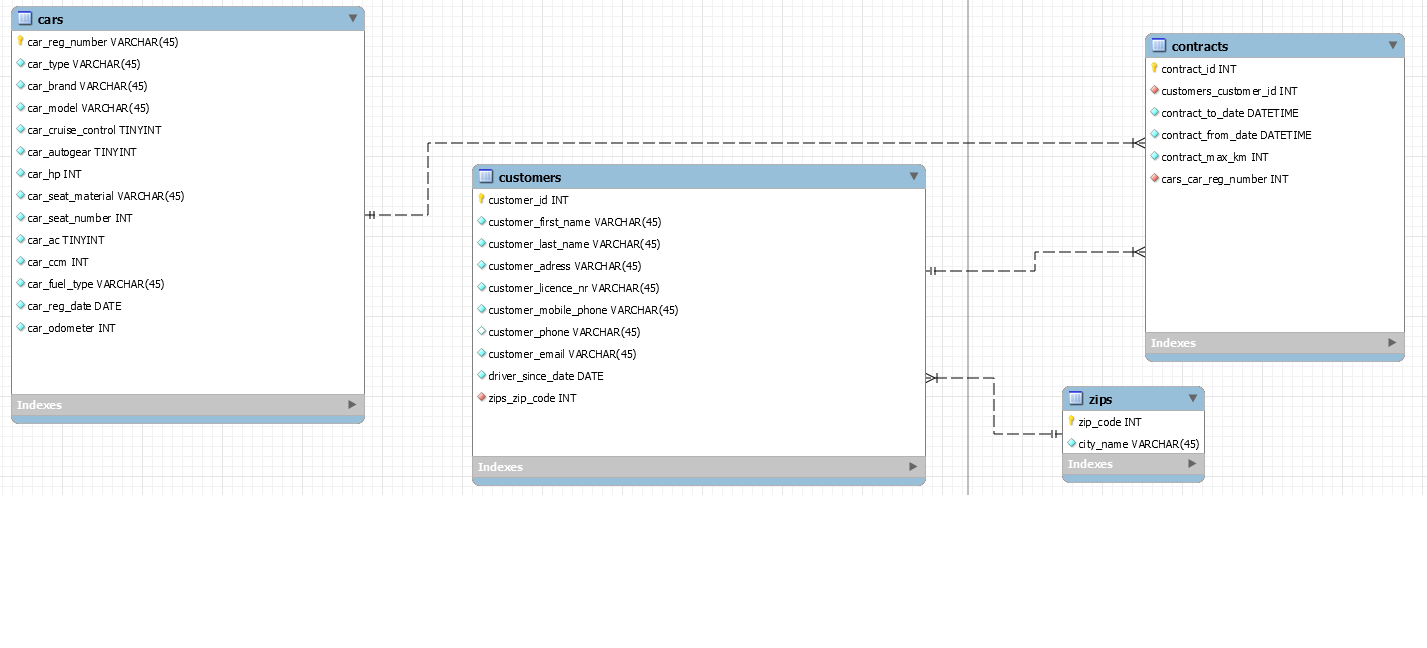 cars
car_reg_number VARCHAR(45)
car_type VARCHAR(45)
car_brand VARCHAR(45)
car_model VARCHAR(45)
car_cruise_control TINYINT
car_autogear TINYINT
car_hp INT
car_seat_material VARCHAR(45)
car_seat_number INT
car_ac TINYINT
car_ccm INT
car_fuel_type VARCHAR(45)
car_reg_date DATE
car_odometer INT
Indexes
customers
customer_id INT
customer_first_name VARCHAR(45)
customer_last_name VARCHAR(45)
customer_adress VARCHAR(45)
customer_licence_nr VARCHAR(45)
customer_mobile_phone VARCHAR(45)
customer_phone VARCHAR(45)
customer_email VARCHAR(45)
driver_since_date DATE
zips_zip_code INT
Indexes
contracts
contract_id INT
customers_customer_id INT
contract_to_date DATETIME
contract_from_date DATETIME
contract_max_km INT
cars_car_reg_number INT
Indexes
zips
zip_code INT
city_name VARCHAR(45)
Indexes